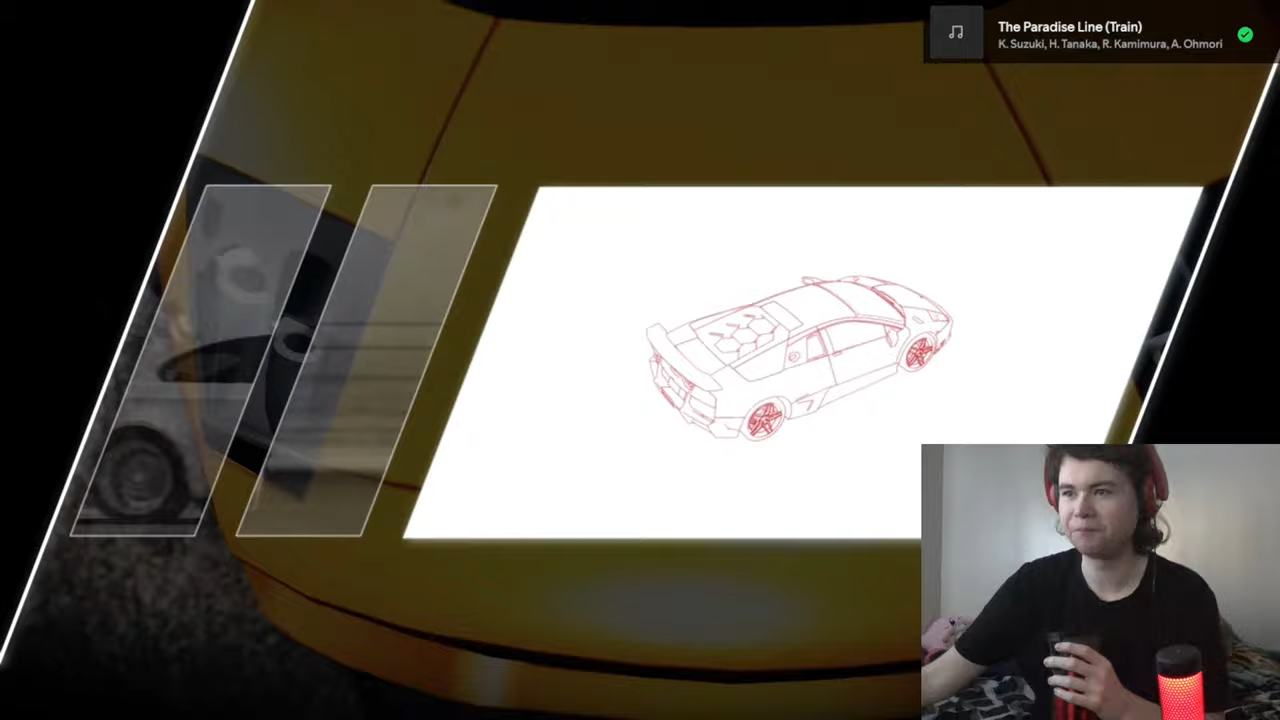 The Paradise Line (Train)
K. Suzuki, H. Tanaka, R. Kamimura, A. Ohmori